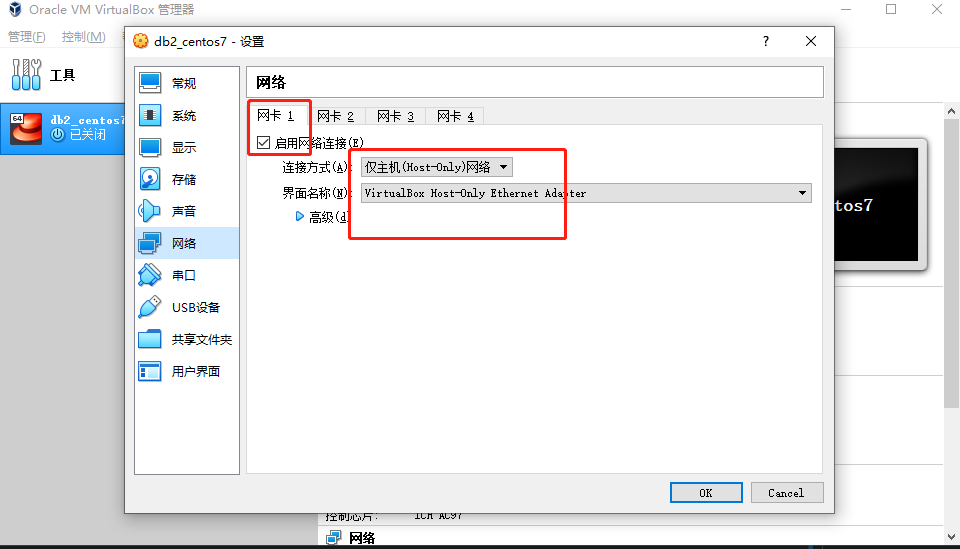 Oracle VM VirtualBox 管理器
管理(F) 控制(M)
工具
db2_centos7
已关闭
64
db2_centos7 - 设置
?
常规
系统
显示
存储
声音
网络
串口
USB设备
共享文件夹
用户界面
网络
网卡 1 网卡 2 网卡 3 网卡 4
启用网络连接(E)
连接方式(A): 仅主机(Host-Only)网络
界面名称(N): VirtualBox Host-Only Ethernet Adapter
高级(d)
OK Cancel
ntos7
控制芯片: ICH AC97
网络